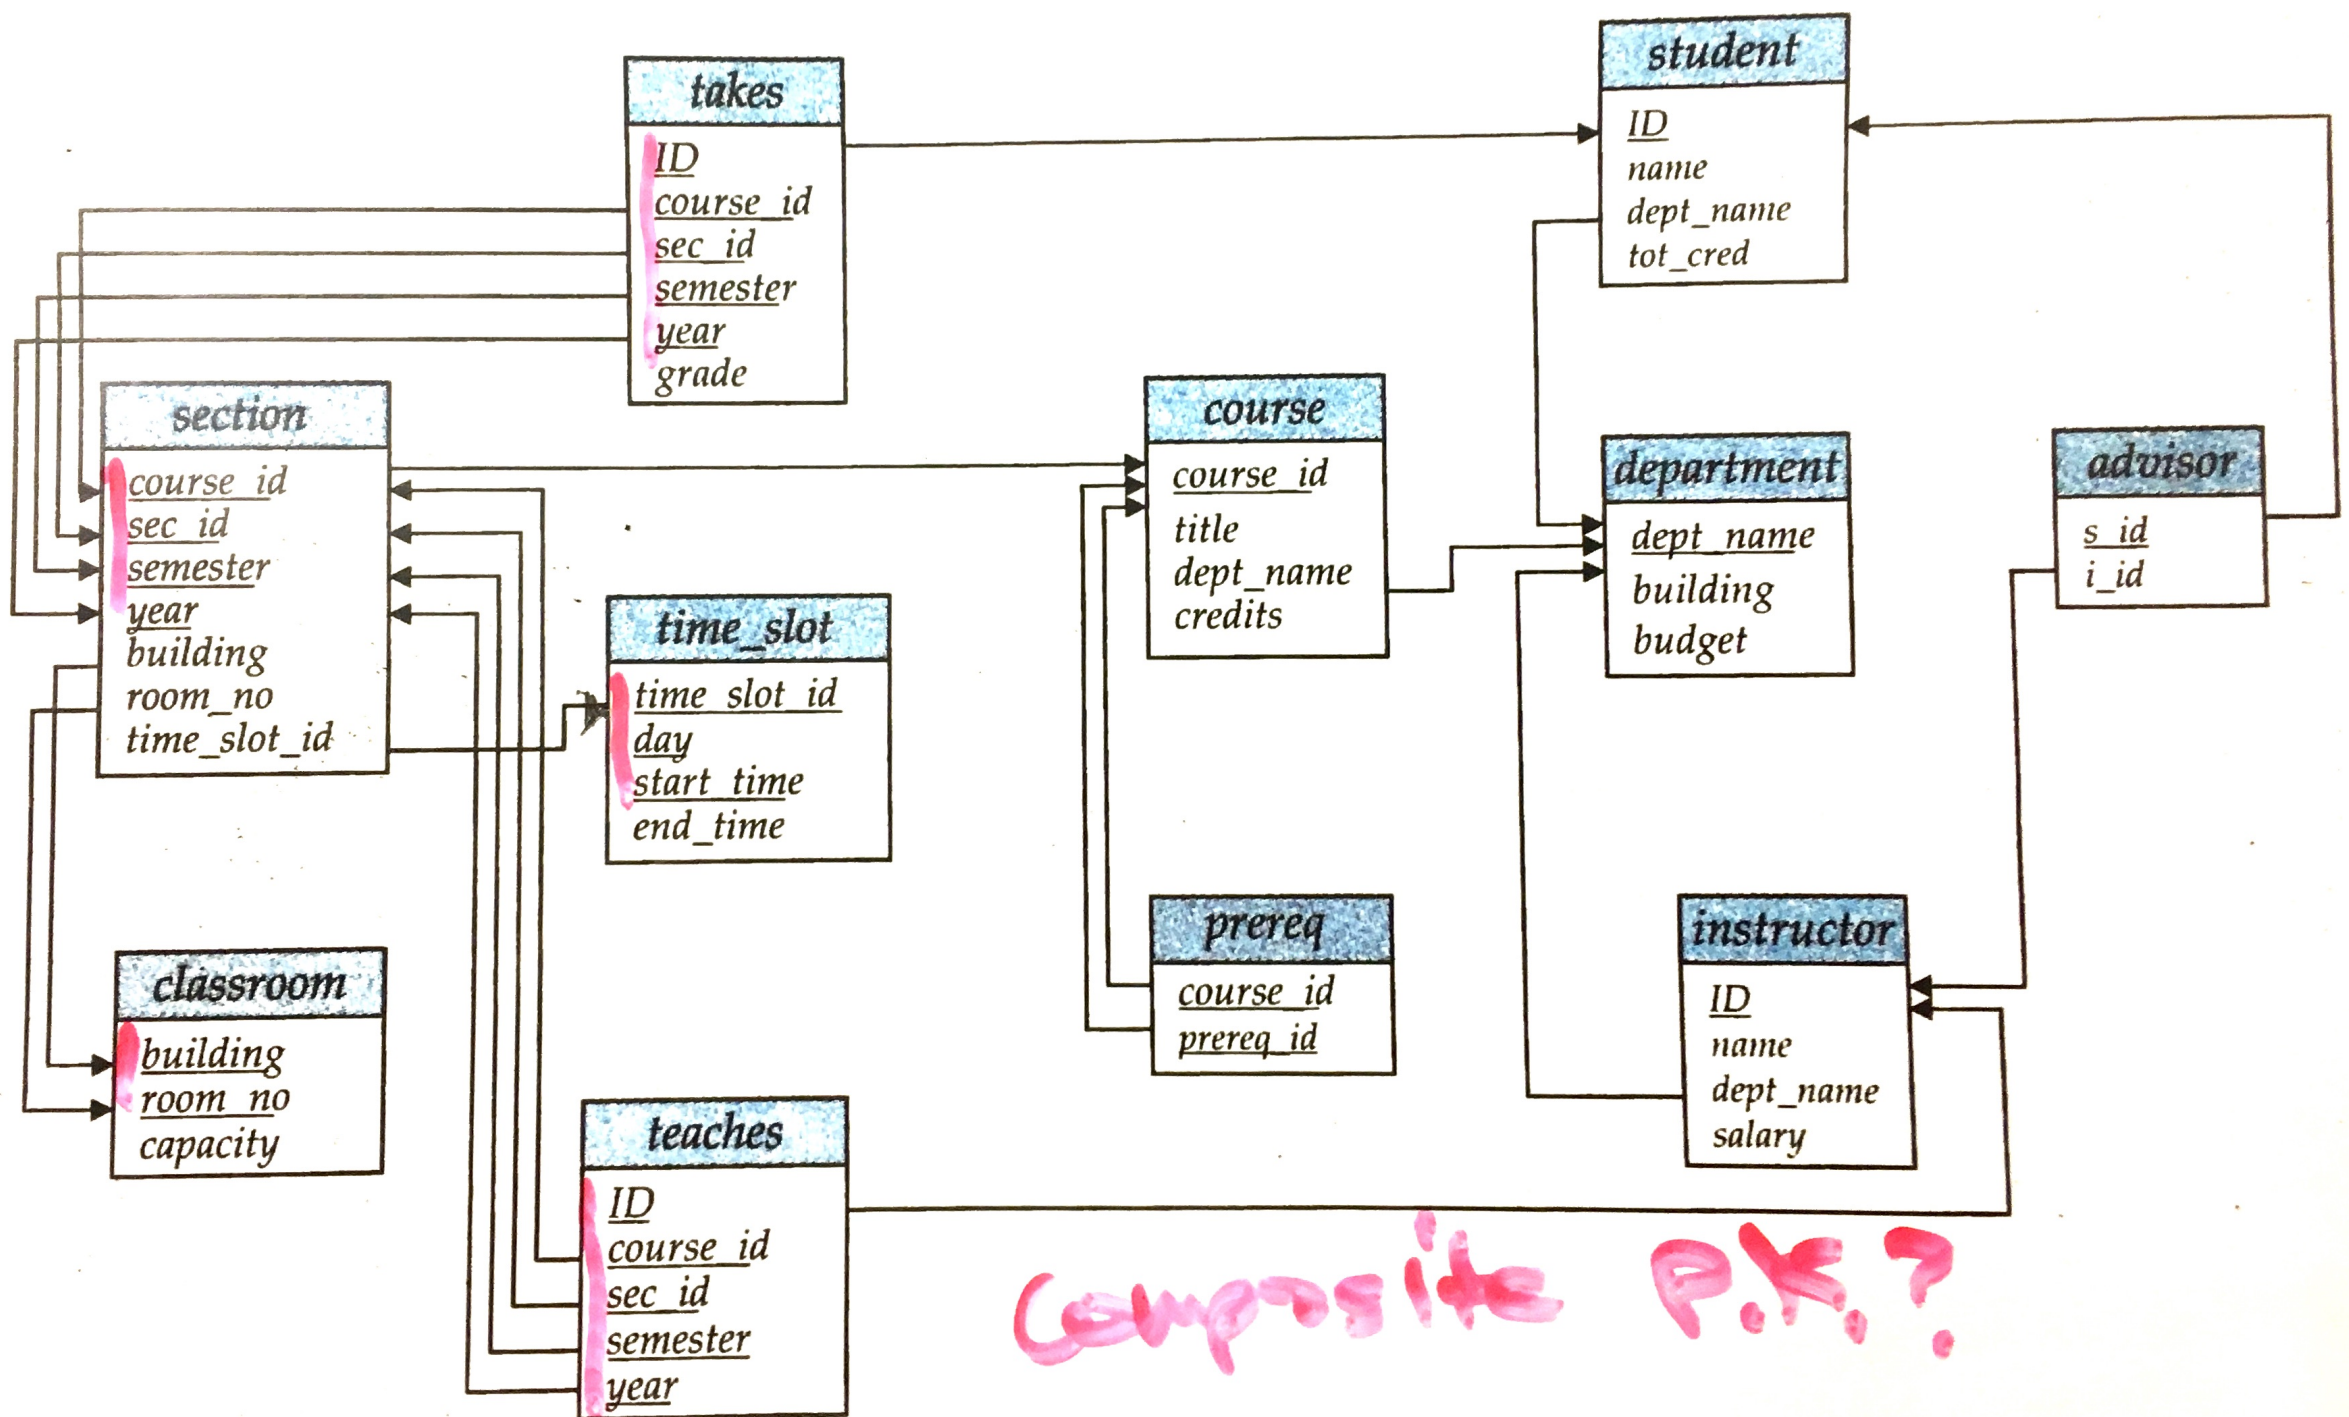 takes
ID
course_id
sec_id
semester
year
grade
student
ID
name
dept_name
tot_cred
section
course_id
sec_id
semester
year
building
room_no
time_slot_id
time_slot
time_slot_id
day
start_time
end_time
course
course_id
title
dept_name
credits
department
dept_name
building
budget
advisor
s_id
i_id
classroom
building
room_no
capacity
prereq
course_id
prereq_id
instructor
ID
name
dept_name
salary
teaches
ID
course_id
sec_id
semester
year
Composite P.K.?